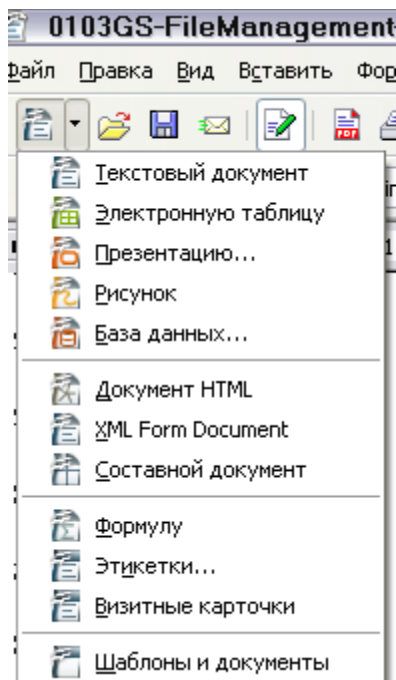 0103GS-FileManagement-
Файл Правка Вид Вставить Фор
PDF
Текстовый документ
Электронную таблицу
Презентацию...
Рисунок
База данных...
Документ HTML
XML Form Document
Составной документ
Формулу
Этикетки...
Визитные карточки
Шаблоны и документы